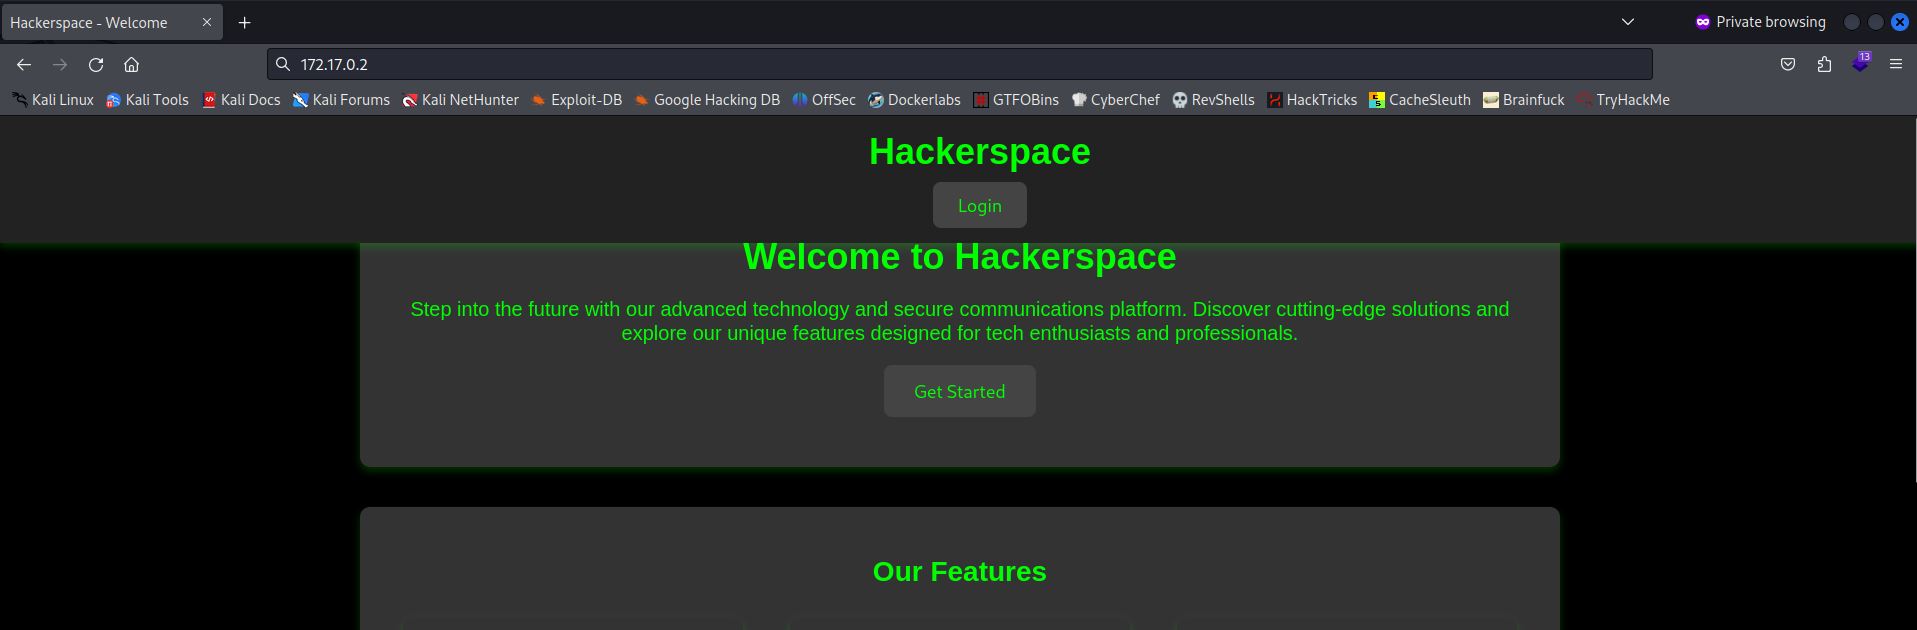 Hackerspace - Welcome
Private browsing
172.17.0.2
13
Kali Linux Kali Tools Kali Docs Kali Forums Kali NetHunter Exploit-DB Google Hacking DB OffSec Dockerlabs GTFOBins CyberChef RevShells HackTricks CacheSleuth Brainfuck TryHackMe
Hackerspace
Login
Welcome to Hackerspace
Step into the future with our advanced technology and secure communications platform. Discover cutting-edge solutions and
explore our unique features designed for tech enthusiasts and professionals.
Get Started
Our Features